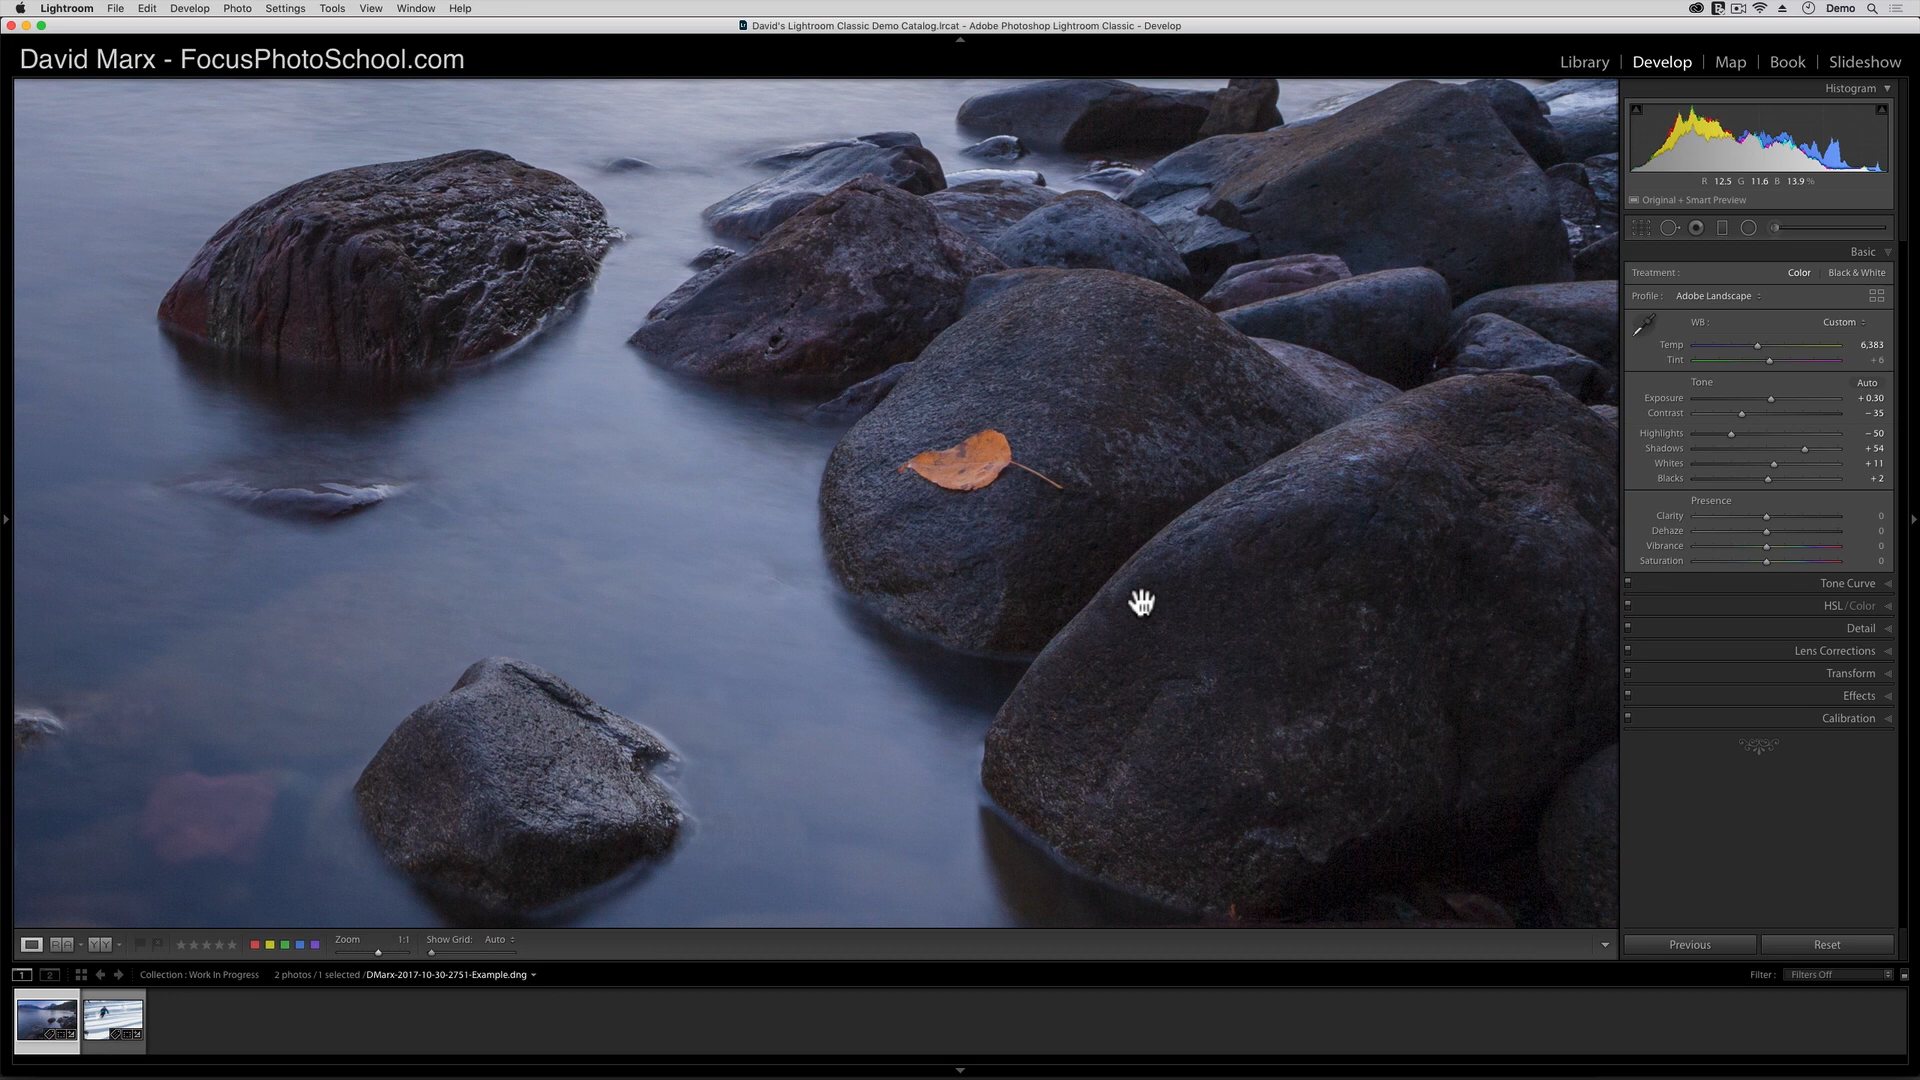 Lightroom File Edit Develop Photo Settings Tools View Window Help Demo
David's Lightroom Classic Demo Catalog.lrcat - Adobe Photoshop Lightroom Classic - Develop
David Marx - FocusPhotoSchool.com
Library | Develop | Map | Book | Slideshow
Histogram
R 12.5 G 11.6 B 13.9 %
Original + Smart Preview
Basic
Treatment : Color Black & White
Profile : Adobe Landscape
WB : Custom
Temp 6,383
Tint + 6
Tone Auto
Exposure + 0.30
Contrast − 35
Highlights − 50
Shadows + 54
Whites + 11
Blacks + 2
Presence
Clarity 0
Dehaze 0
Vibrance 0
Saturation 0
Tone Curve
HSL / Color
Detail
Lens Corrections
Transform
Effects
Calibration
Zoom 1:1 Show Grid: Auto
Previous Reset
1 2 Collection : Work In Progress 2 photos / 1 selected / DMarx-2017-10-30-2751-Example.dng Filter : Filters Off